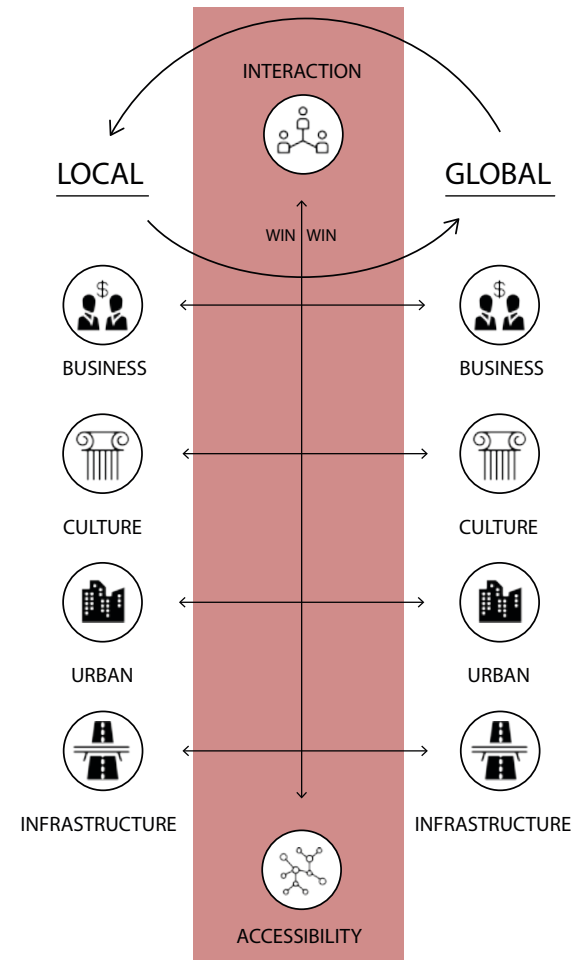 INTERACTION
LOCAL
GLOBAL
WIN WIN
$
$
BUSINESS
BUSINESS
CULTURE
CULTURE
URBAN
URBAN
INFRASTRUCTURE
INFRASTRUCTURE
ACCESSIBILITY